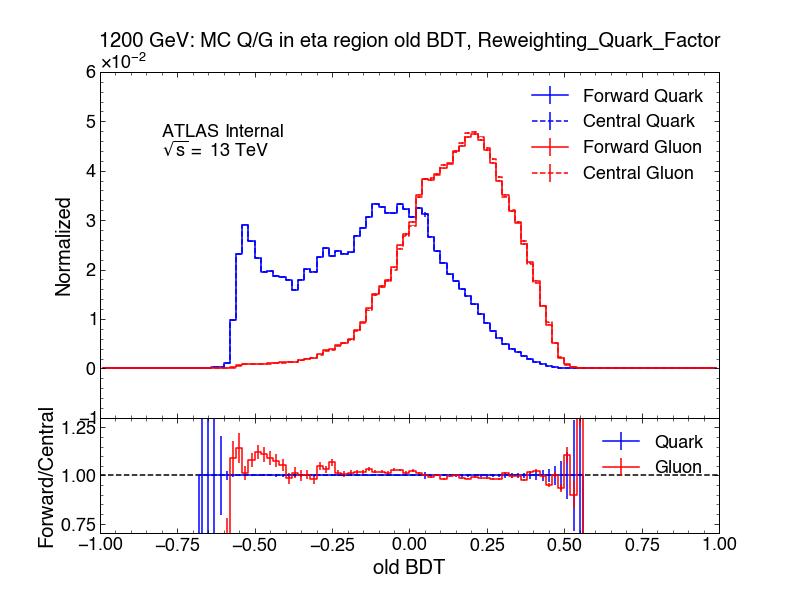 1200 GeV: MC Q/G in eta region old BDT, Reweighting_Quark_Factor
×10−2
6
5
4
3
2
1
0
−1
Normalized
ATLAS Internal
√s = 13 TeV
Forward Quark
Central Quark
Forward Gluon
Central Gluon
1.25
1.00
0.75
Forward/Central
Quark
Gluon
−1.00 −0.75 −0.50 −0.25 0.00 0.25 0.50 0.75 1.00
old BDT